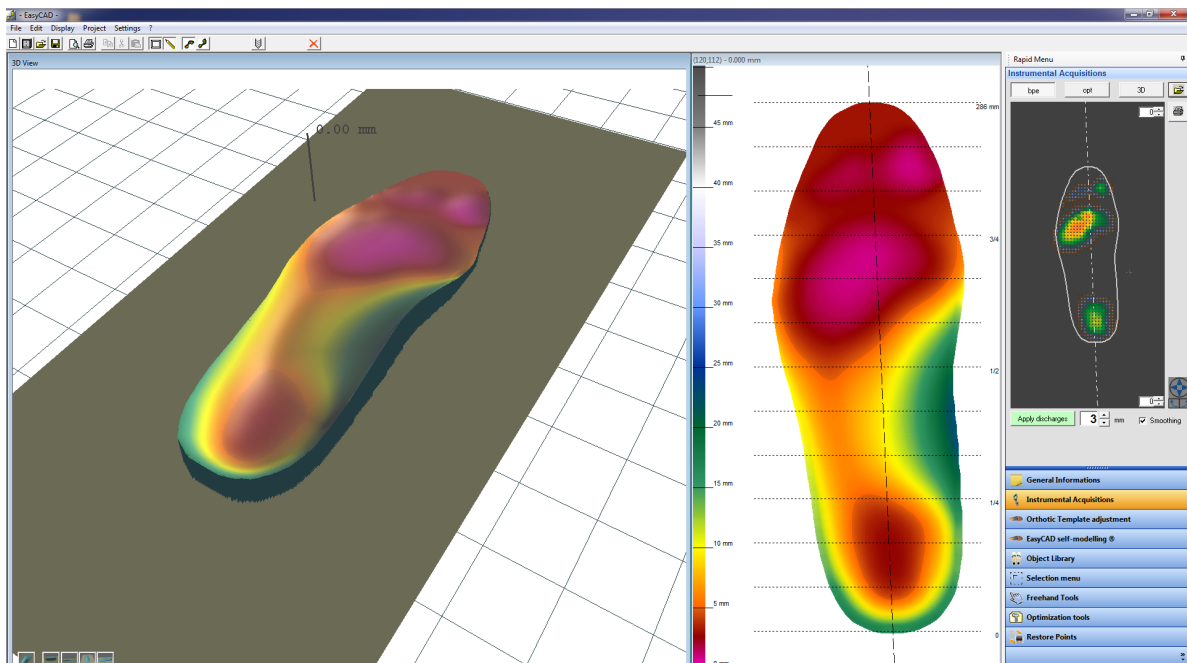 - EasyCAD -
File Edit Display Project Settings ?
3D View
0.00 mm
(120,112) - 0.000 mm
45 mm
40 mm
35 mm
30 mm
25 mm
20 mm
15 mm
10 mm
5 mm
0 mm
286 mm
3/4
1/2
1/4
0
Rapid Menu
Instrumental Acquisitions
bpe opt 3D
0
0
Apply discharges 3 mm Smoothing
General Informations
Instrumental Acquisitions
Orthotic Template adjustment
EasyCAD self-modelling ®
Object Library
Selection menu
Freehand Tools
Optimization tools
Restore Points